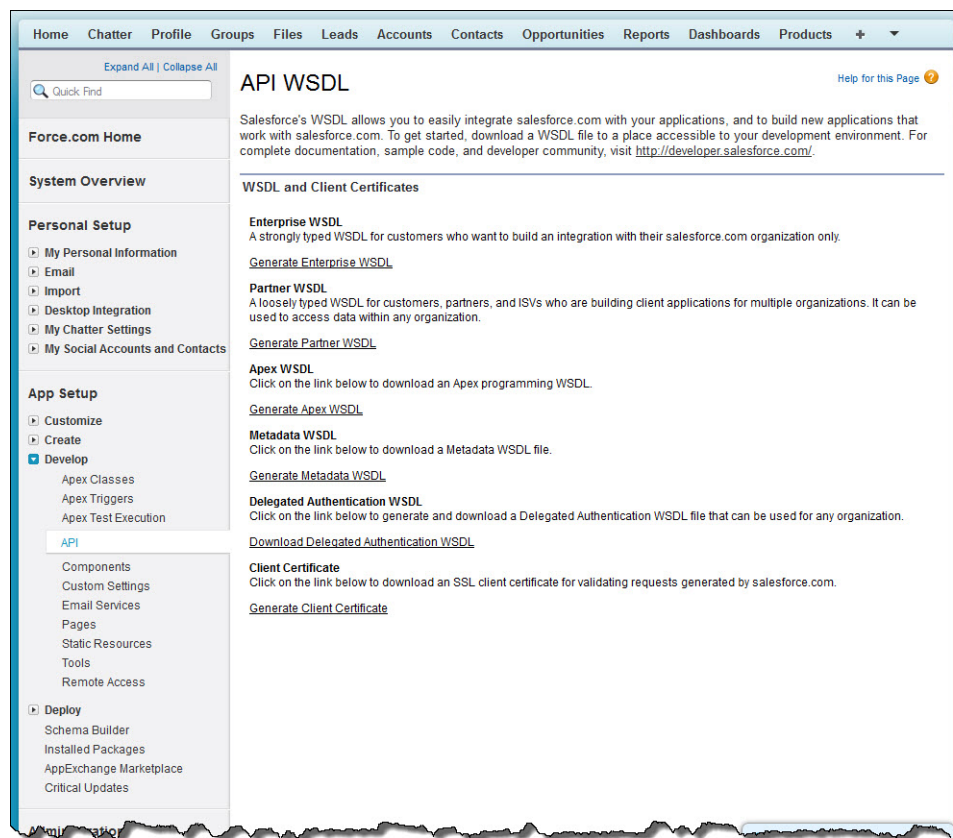 Home Chatter Profile Groups Files Leads Accounts Contacts Opportunities Reports Dashboards Products +
Expand All | Collapse All
Quick Find
Force.com Home
System Overview
Personal Setup
My Personal Information
Email
Import
Desktop Integration
My Chatter Settings
My Social Accounts and Contacts
App Setup
Customize
Create
Develop
Apex Classes
Apex Triggers
Apex Test Execution
API
Components
Custom Settings
Email Services
Pages
Static Resources
Tools
Remote Access
Deploy
Schema Builder
Installed Packages
AppExchange Marketplace
Critical Updates
API WSDL
Help for this Page ?
Salesforce's WSDL allows you to easily integrate salesforce.com with your applications, and to build new applications that
work with salesforce.com. To get started, download a WSDL file to a place accessible to your development environment. For
complete documentation, sample code, and developer community, visit http://developer.salesforce.com/.
WSDL and Client Certificates
Enterprise WSDL
A strongly typed WSDL for customers who want to build an integration with their salesforce.com organization only.
Generate Enterprise WSDL
Partner WSDL
A loosely typed WSDL for customers, partners, and ISVs who are building client applications for multiple organizations. It can be
used to access data within any organization.
Generate Partner WSDL
Apex WSDL
Click on the link below to download an Apex programming WSDL.
Generate Apex WSDL
Metadata WSDL
Click on the link below to download a Metadata WSDL file.
Generate Metadata WSDL
Delegated Authentication WSDL
Click on the link below to generate and download a Delegated Authentication WSDL file that can be used for any organization.
Download Delegated Authentication WSDL
Client Certificate
Click on the link below to download an SSL client certificate for validating requests generated by salesforce.com.
Generate Client Certificate